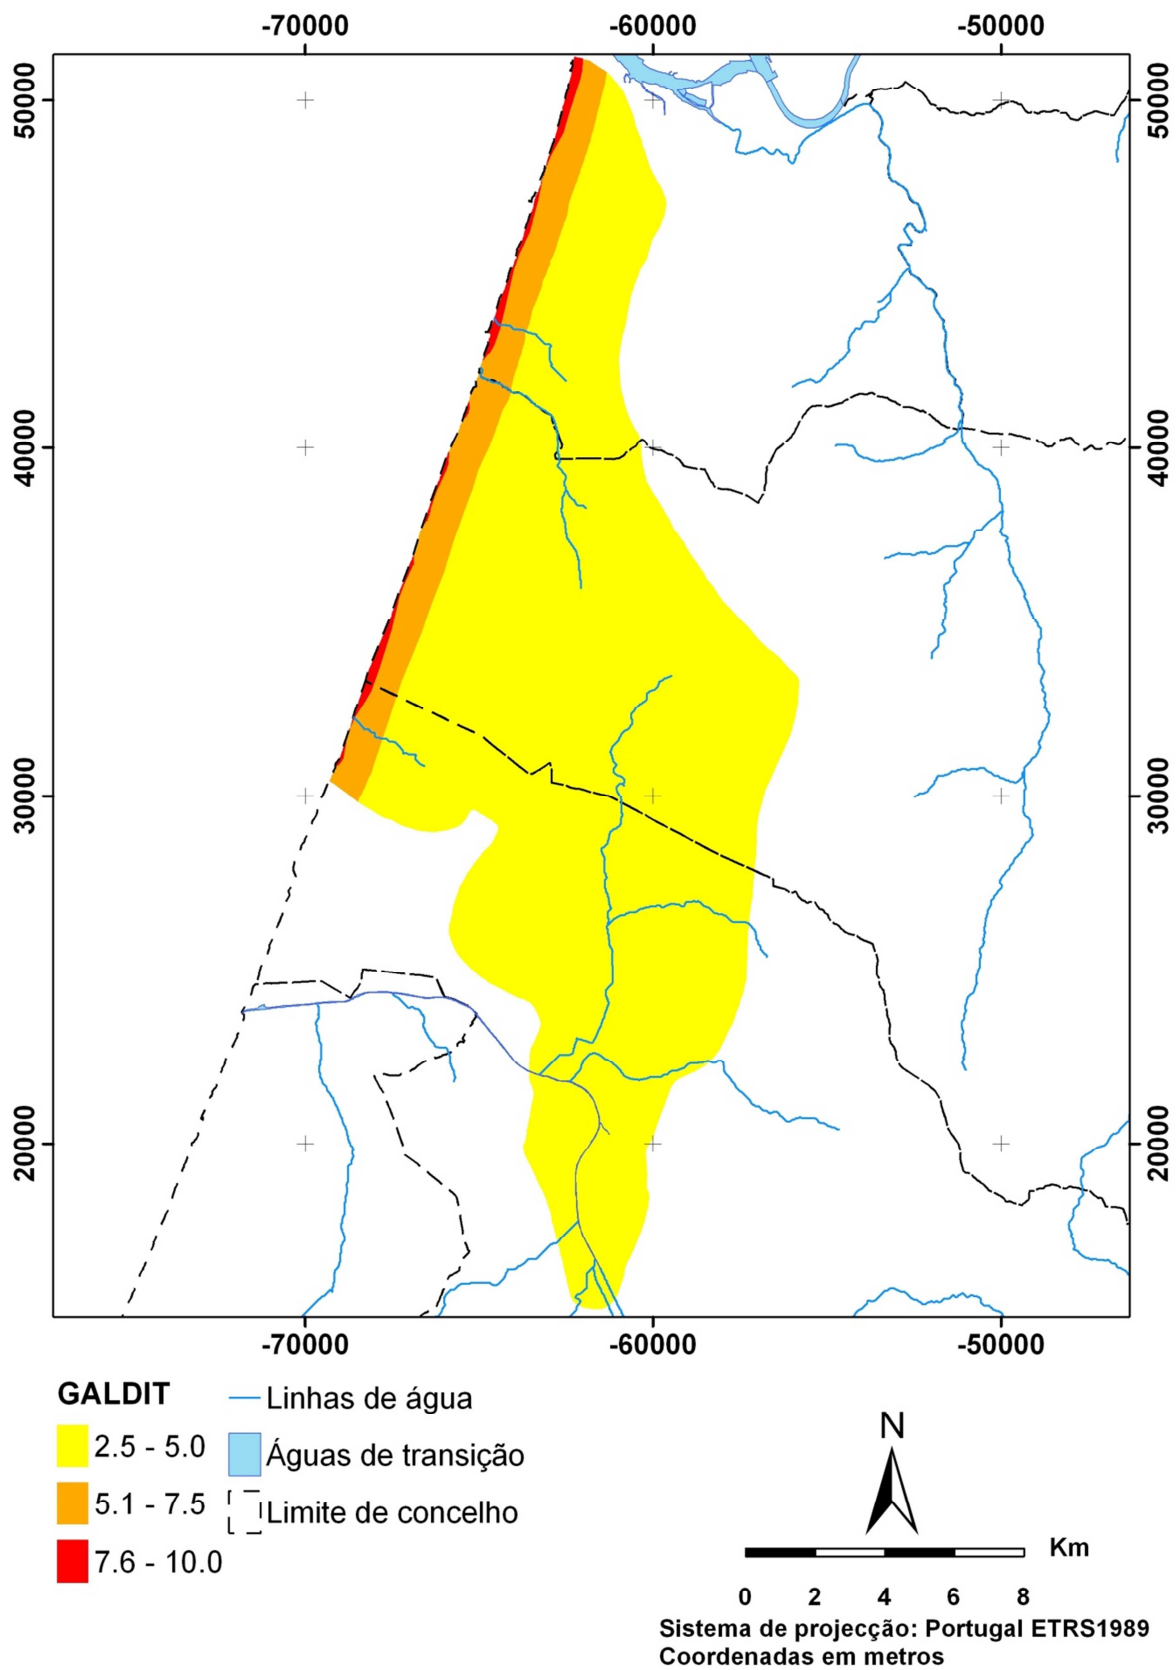 -70000 -60000 -50000
50000 50000
40000 40000
30000 30000
20000 20000
-70000 -60000 -50000
GALDIT
2.5 - 5.0
5.1 - 7.5
7.6 - 10.0
Linhas de água
Águas de transição
Limite de concelho
N
Km
0 2 4 6 8
Sistema de projecção: Portugal ETRS1989
Coordenadas em metros